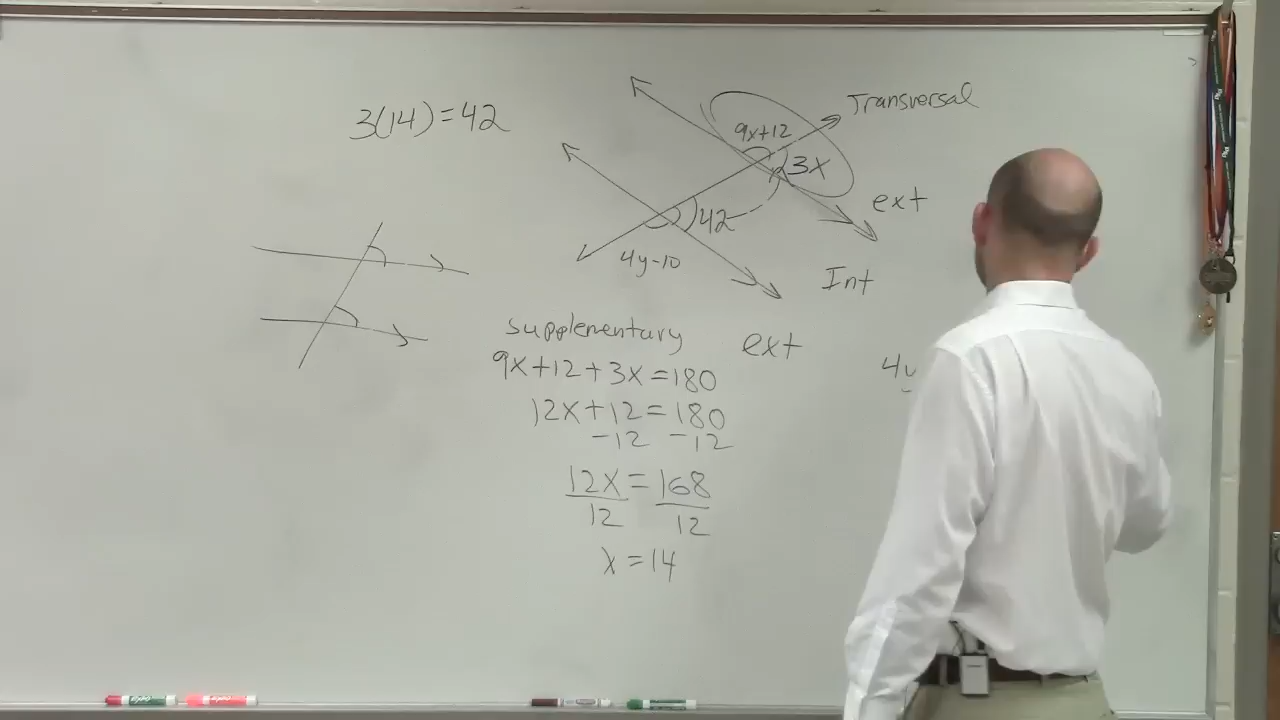 3(14)=42
Transversal
9x+12
3x
ext
42
4y-10
Int
supplementary
ext
9x+12+3x=180
4y
12x+12=180
-12 -12
12x=168
12 12
x=14